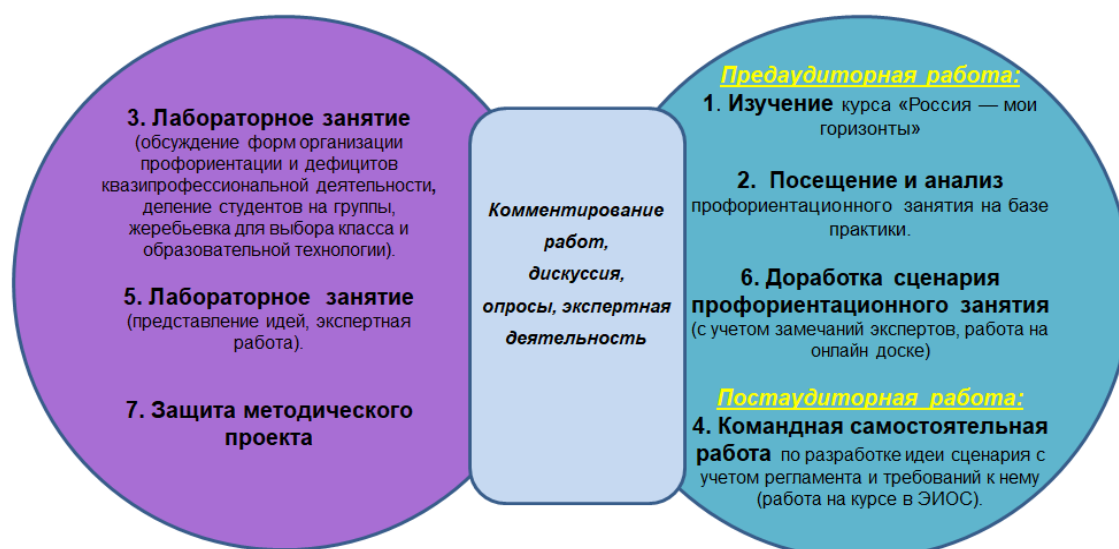 3. Лабораторное занятие
(обсуждение форм организации
профориентации и дефицитов
квазипрофессиональной деятельности,
деление студентов на группы,
жеребьевка для выбора класса и
образовательной технологии).
5. Лабораторное занятие
(представление идей, экспертная
работа).
7. Защита методического
проекта
Комментирование
работ,
дискуссия,
опросы, экспертная
деятельность
Предаудиторная работа:
1. Изучение курса «Россия — мои
горизонты»
2. Посещение и анализ
профориентационного занятия на базе
практики.
6. Доработка сценария
профориентационного занятия
(с учетом замечаний экспертов, работа на
онлайн доске)
Постаудиторная работа:
4. Командная самостоятельная
работа по разработке идеи сценария с
учетом регламента и требований к нему
(работа на курсе в ЭИОС).